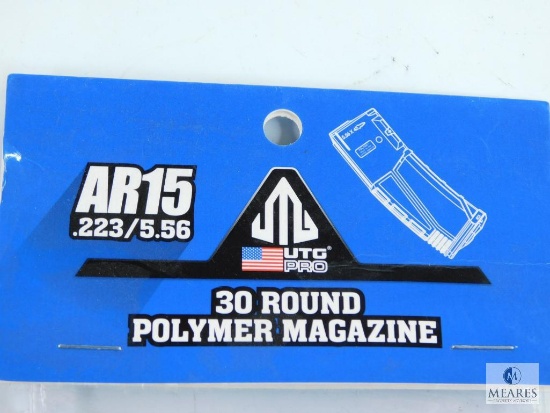 AR15
.223/5.56
UTG®
PRO
30 ROUND
POLYMER MAGAZINE
M
MEARES